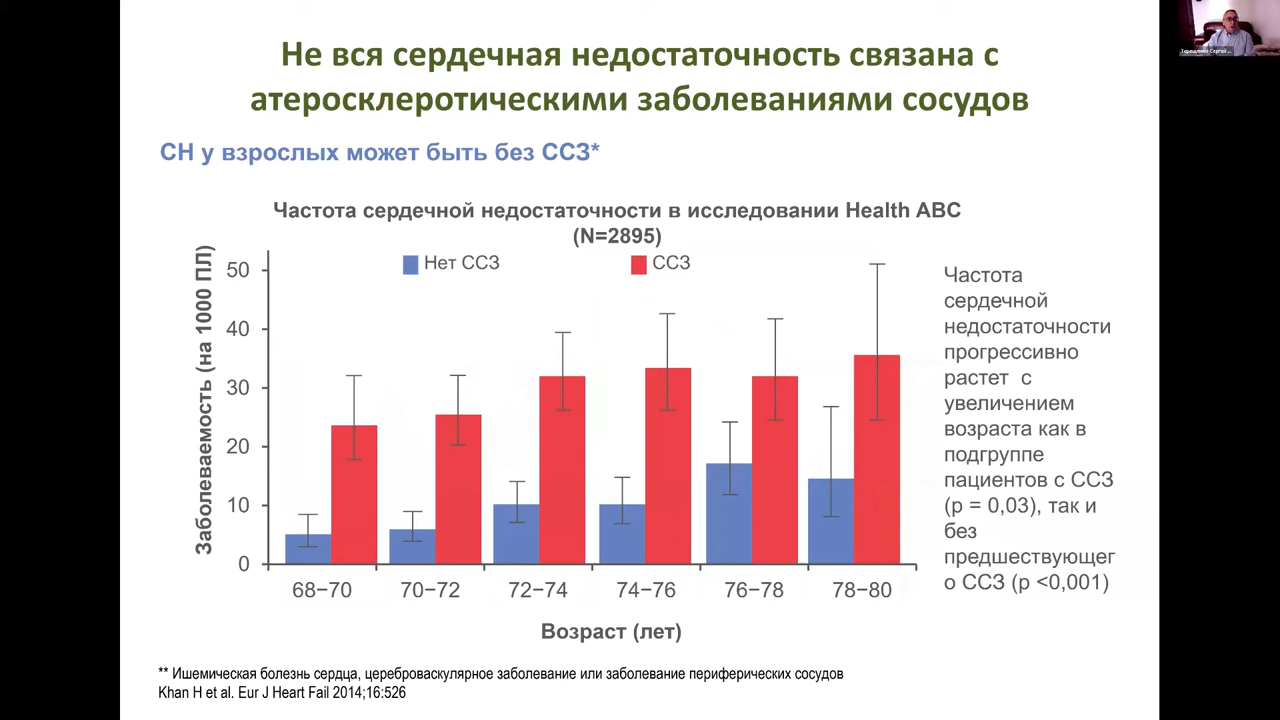 Не вся сердечная недостаточность связана с
атеросклеротическими заболеваниями сосудов
СН у взрослых может быть без ССЗ*
Частота сердечной недостаточности в исследовании Health ABC
(N=2895)
Нет ССЗ
ССЗ
Заболеваемость (на 1000 ПЛ)
50
40
30
20
10
0
68–70
70–72
72–74
74–76
76–78
78–80
Возраст (лет)
Частота
сердечной
недостаточности
прогрессивно
растет с
увеличением
возраста как в
подгруппе
пациентов с ССЗ
(p = 0,03), так и
без
предшествующег
о ССЗ (p <0,001)
** Ишемическая болезнь сердца, цереброваскулярное заболевание или заболевание периферических сосудов
Khan H et al. Eur J Heart Fail 2014;16:526
Терещенко Сергей...